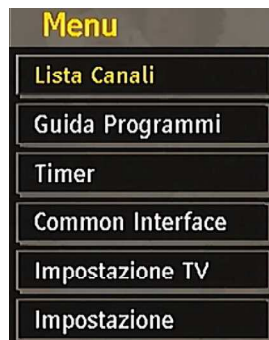 Menu
Lista Canali
Guida Programmi
Timer
Common Interface
Impostazione TV
Impostazione